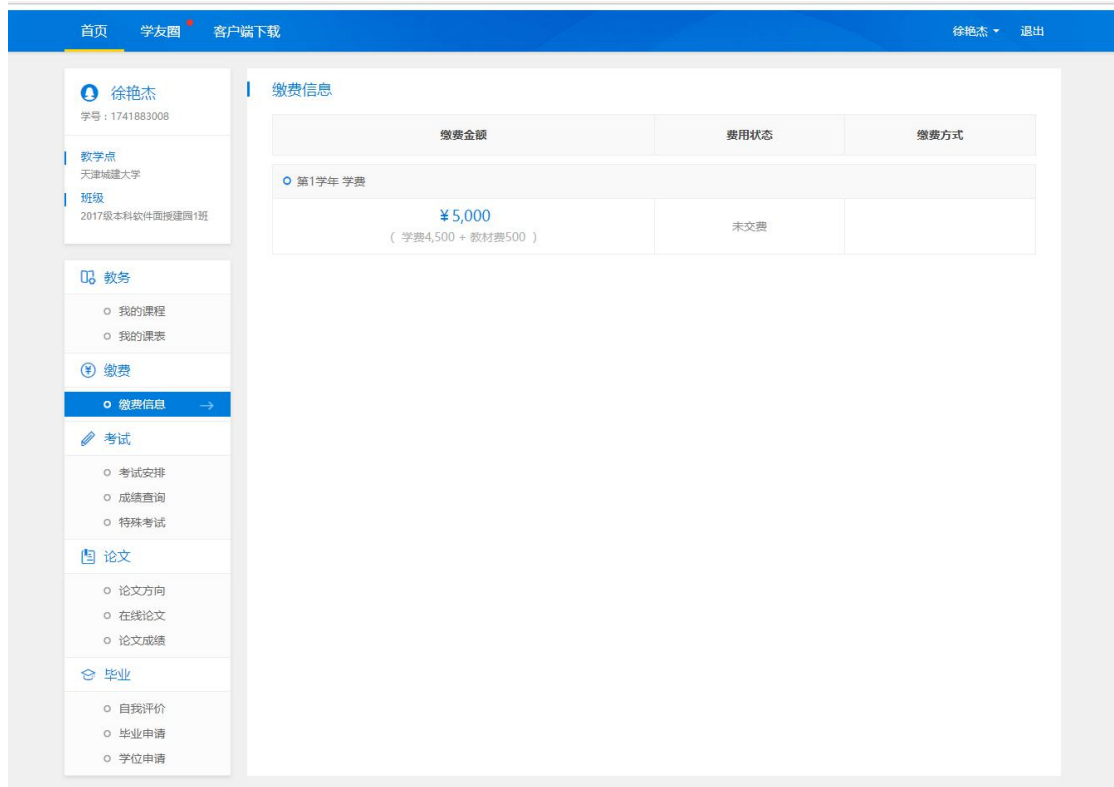 首页 学友圈 客户端下载 徐艳杰 退出
徐艳杰
学号：1741883008
教学点
天津城建大学
班级
2017级本科软件面授建园1班
教务
我的课程
我的课表
缴费
缴费信息
考试
考试安排
成绩查询
特殊考试
论文
论文方向
在线论文
论文成绩
毕业
自我评价
毕业申请
学位申请
缴费信息
缴费金额 费用状态 缴费方式
第1学年 学费
¥5,000 未交费
（ 学费4,500 + 教材费500 ）